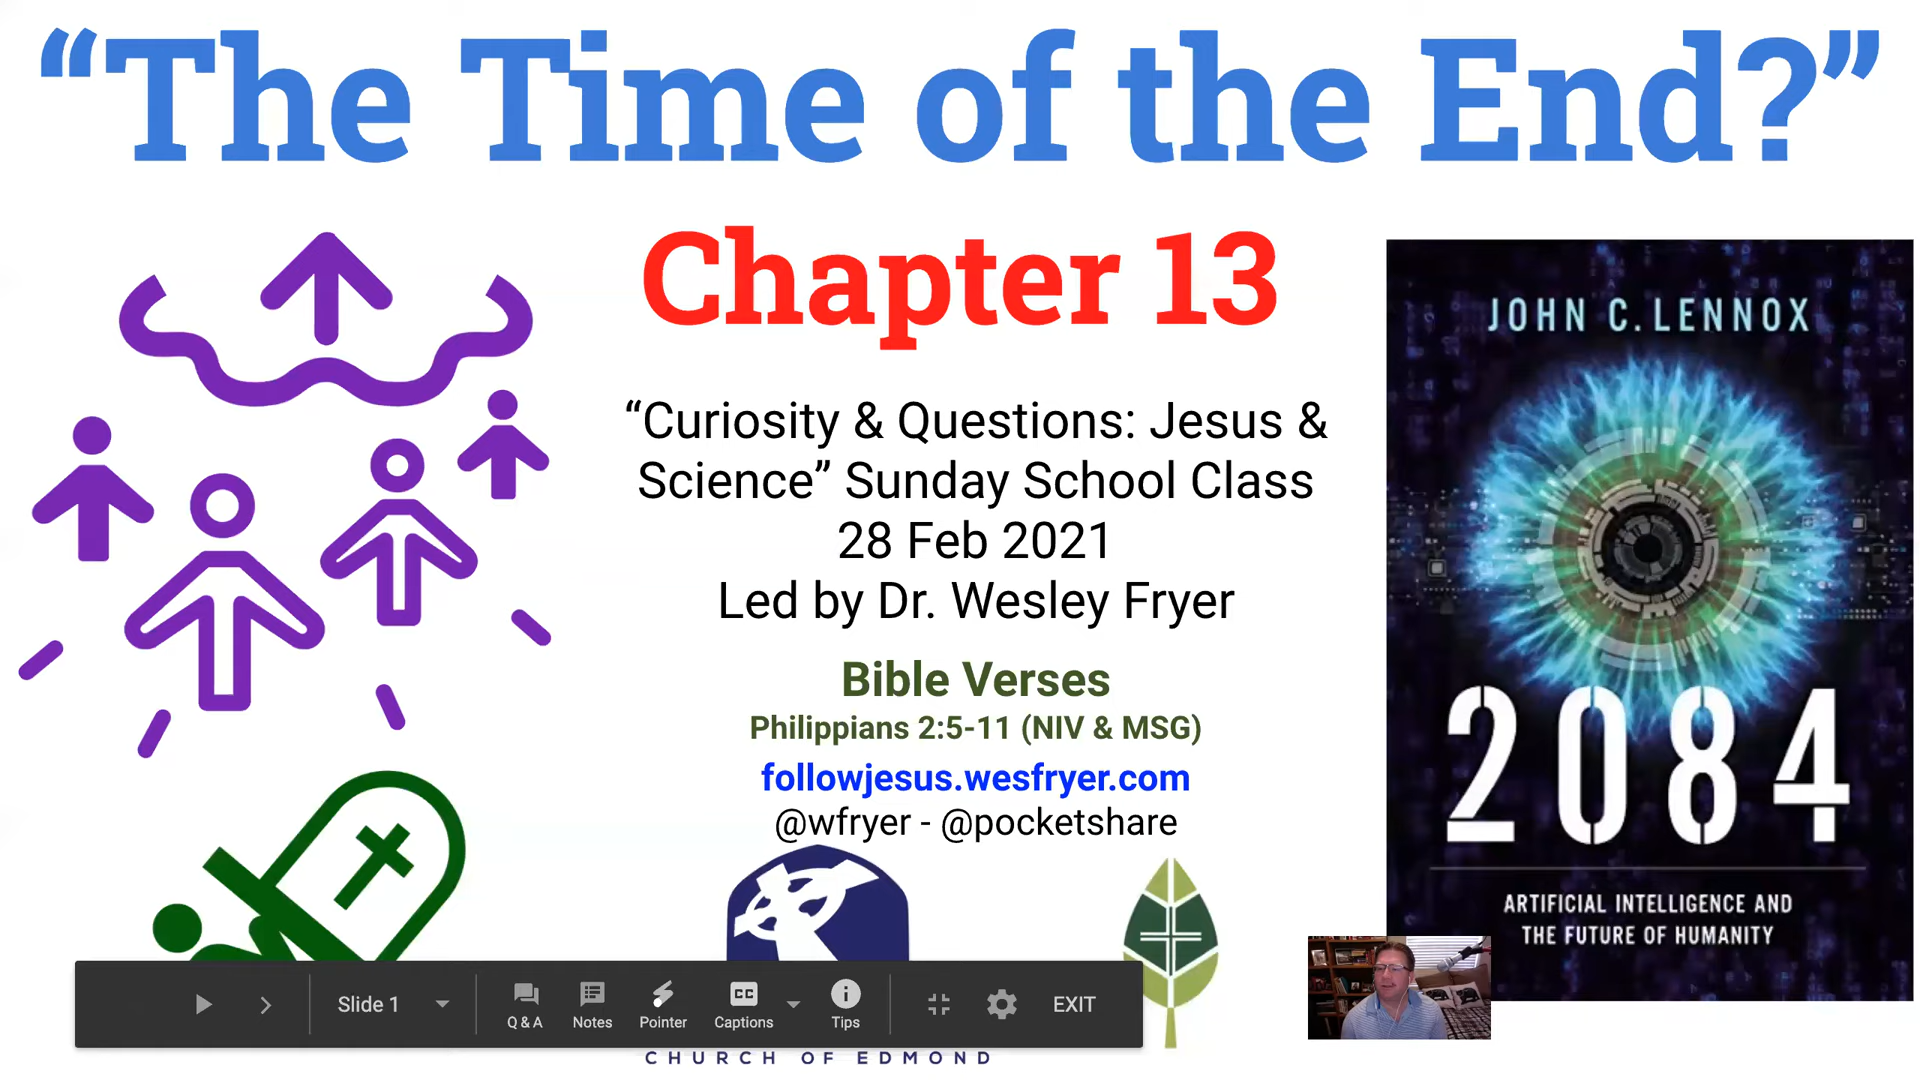 “The Time of the End?”
Chapter 13
“Curiosity & Questions: Jesus &
Science” Sunday School Class
28 Feb 2021
Led by Dr. Wesley Fryer
Bible Verses
Philippians 2:5-11 (NIV & MSG)
followjesus.wesfryer.com
@wfryer - @pocketshare
JOHN C. LENNOX
2084
ARTIFICIAL INTELLIGENCE AND
THE FUTURE OF HUMANITY
Slide 1
Q & A
Notes
Pointer
CC
Captions
Tips
EXIT
CHURCH OF EDMOND